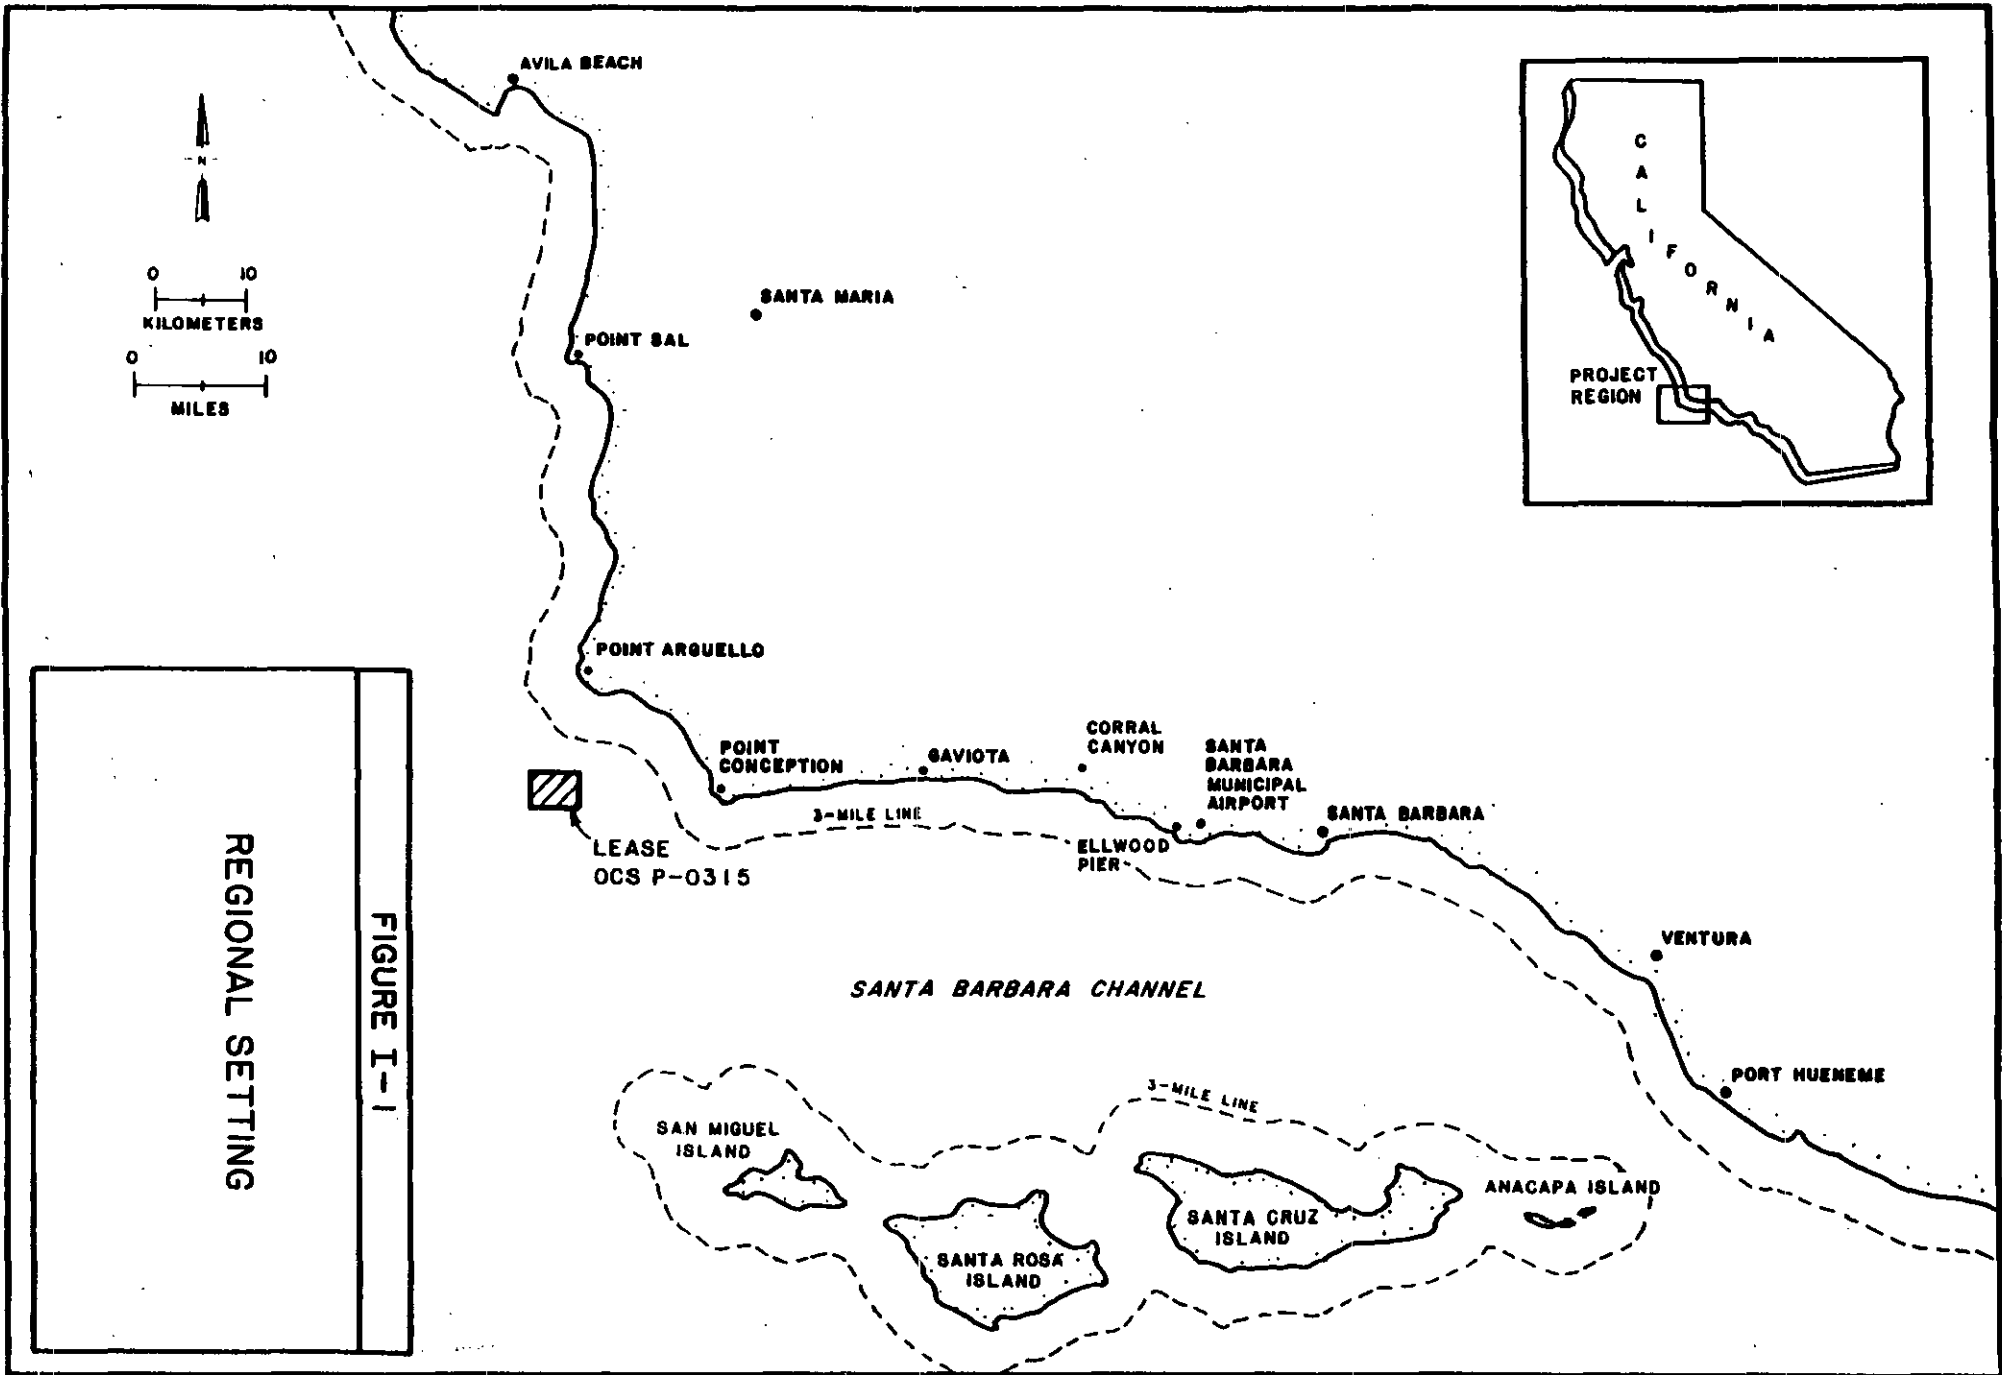 AVILA BEACH
N
0 10
KILOMETERS
0 10
MILES
SANTA MARIA
POINT SAL
POINT ARGUELLO
CALIFORNIA
PROJECT
REGION
POINT
CONCEPTION
GAVIOTA
CORRAL
CANYON
SANTA
BARBARA
MUNICIPAL
AIRPORT
SANTA BARBARA
3-MILE LINE
ELLWOOD
PIER
LEASE
OCS P-0315
VENTURA
SANTA BARBARA CHANNEL
PORT HUENEME
3-MILE LINE
SAN MIGUEL
ISLAND
SANTA ROSA
ISLAND
SANTA CRUZ
ISLAND
ANACAPA ISLAND
FIGURE I-1
REGIONAL SETTING